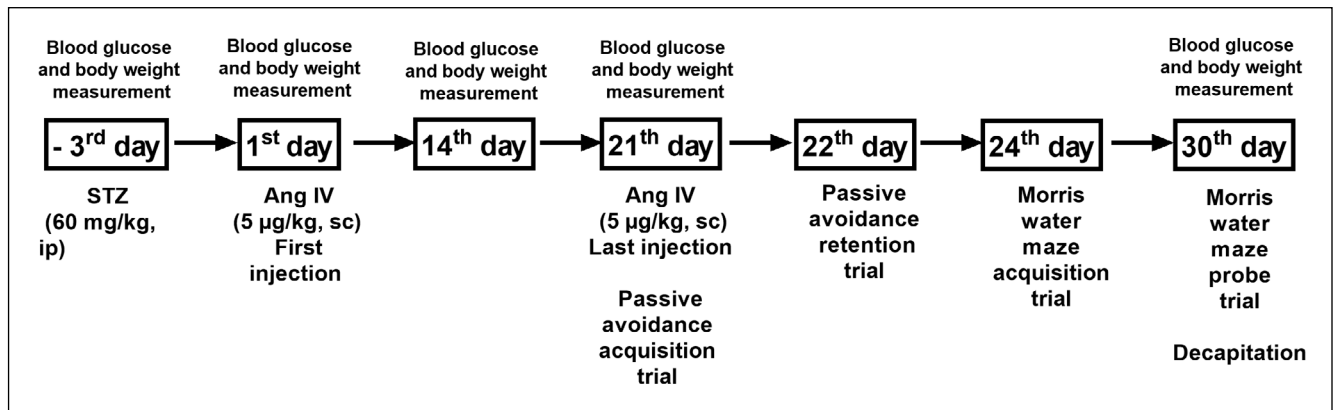 Blood glucose
and body weight
measurement
Blood glucose
and body weight
measurement
Blood glucose
and body weight
measurement
Blood glucose
and body weight
measurement
Blood glucose
and body weight
measurement
- 3rd day
1st day
14th day
21th day
22th day
24th day
30th day
STZ
(60 mg/kg,
ip)
Ang IV
(5 µg/kg, sc)
First
injection
Ang IV
(5 µg/kg, sc)
Last injection
Passive
avoidance
acquisition
trial
Passive
avoidance
retention
trial
Morris
water
maze
acquisition
trial
Morris
water
maze
probe
trial
Decapitation